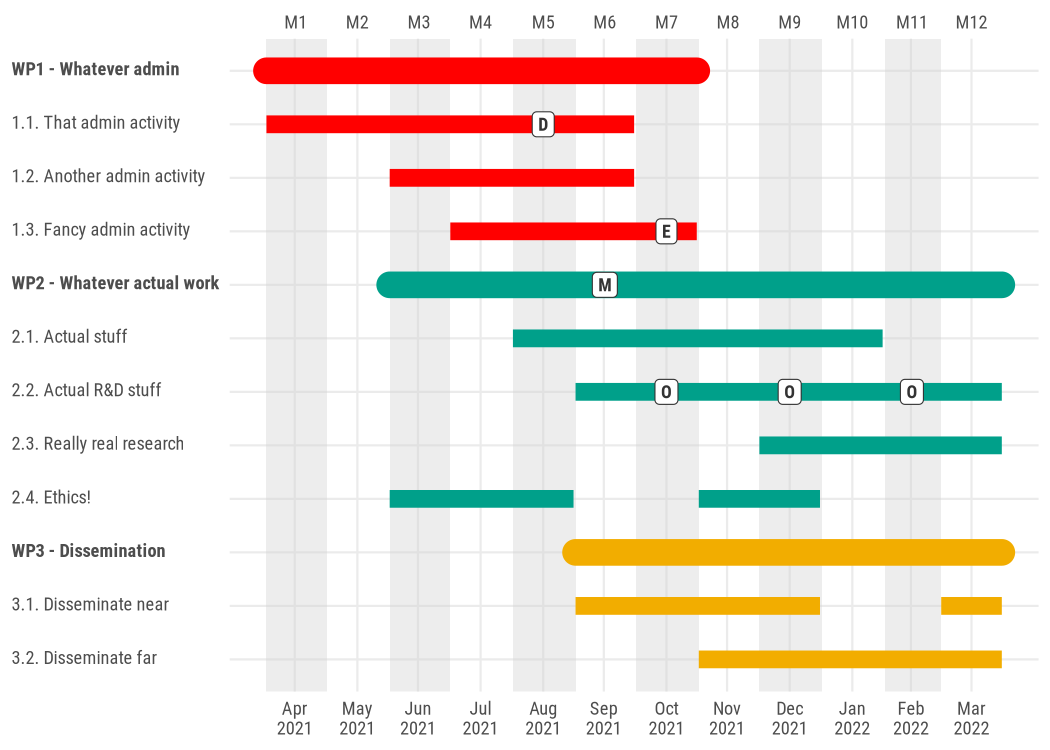 M1 M2 M3 M4 M5 M6 M7 M8 M9 M10 M11 M12
WP1 - Whatever admin
1.1. That admin activity D
1.2. Another admin activity
1.3. Fancy admin activity E
WP2 - Whatever actual work M
2.1. Actual stuff
2.2. Actual R&D stuff O O O
2.3. Really real research
2.4. Ethics!
WP3 - Dissemination
3.1. Disseminate near
3.2. Disseminate far
Apr May Jun Jul Aug Sep Oct Nov Dec Jan Feb Mar
2021 2021 2021 2021 2021 2021 2021 2021 2021 2022 2022 2022